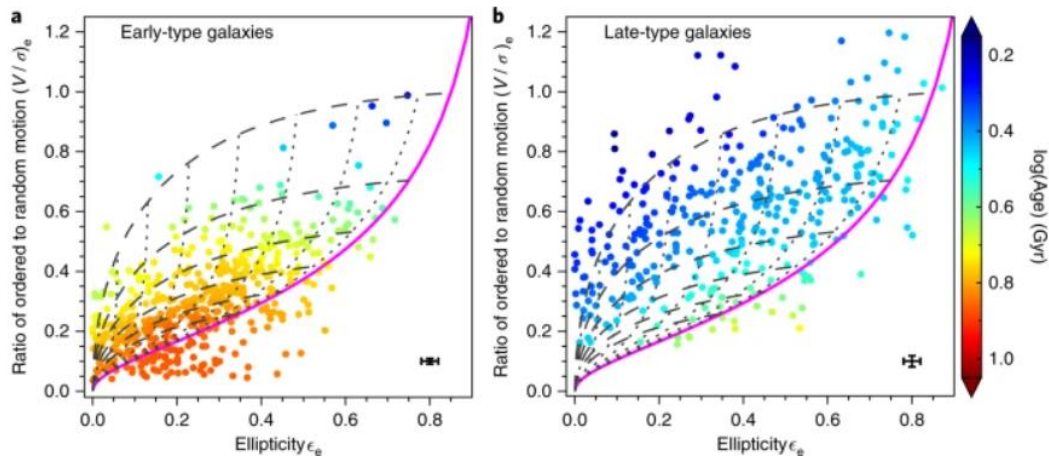 a
Early-type galaxies
1.2
1.0
0.8
0.6
0.4
0.2
0.0
Ratio of ordered to random motion (V / σ)e
0.0 0.2 0.4 0.6 0.8
Ellipticity ϵe
b
Late-type galaxies
1.2
1.0
0.8
0.6
0.4
0.2
0.0
Ratio of ordered to random motion (V / σ)e
0.0 0.2 0.4 0.6 0.8
Ellipticity ϵe
0.2
0.4
0.6
0.8
1.0
log(Age) (Gyr)